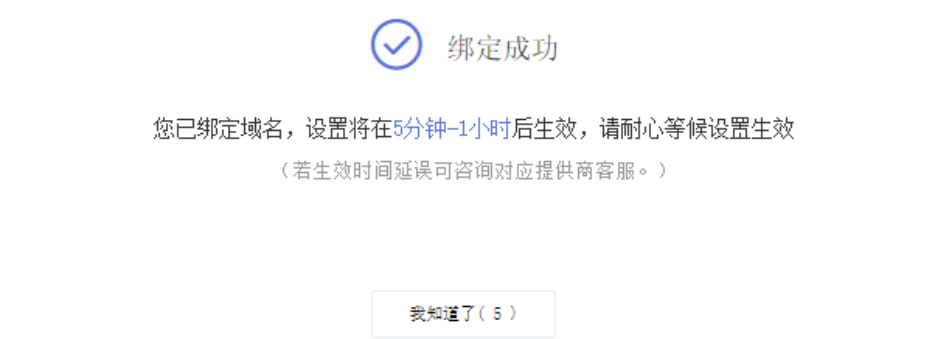 绑定成功
您已绑定域名，设置将在5分钟-1小时后生效，请耐心等候设置生效
（若生效时间延误可咨询对应提供商客服。）
我知道了( 5 )